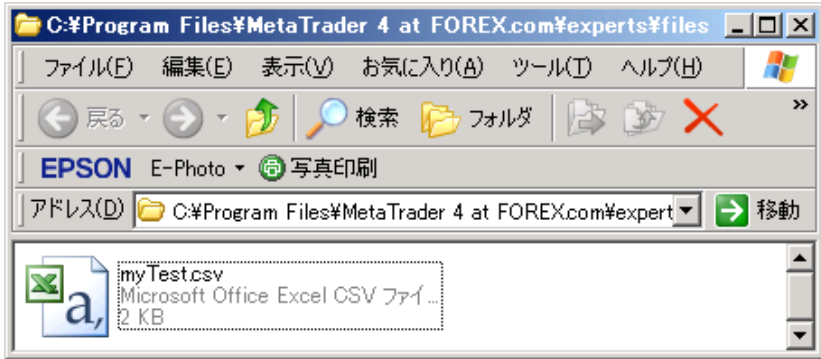 C:¥Program Files¥MetaTrader 4 at FOREX.com¥experts¥files
ファイル(F) 編集(E) 表示(V) お気に入り(A) ツール(T) ヘルプ(H)
戻る 検索 フォルダ »
EPSON E-Photo 写真印刷
アドレス(D) C:¥Program Files¥MetaTrader 4 at FOREX.com¥expert 移動
a,
myTest.csv
Microsoft Office Excel CSV ファイ...
2 KB